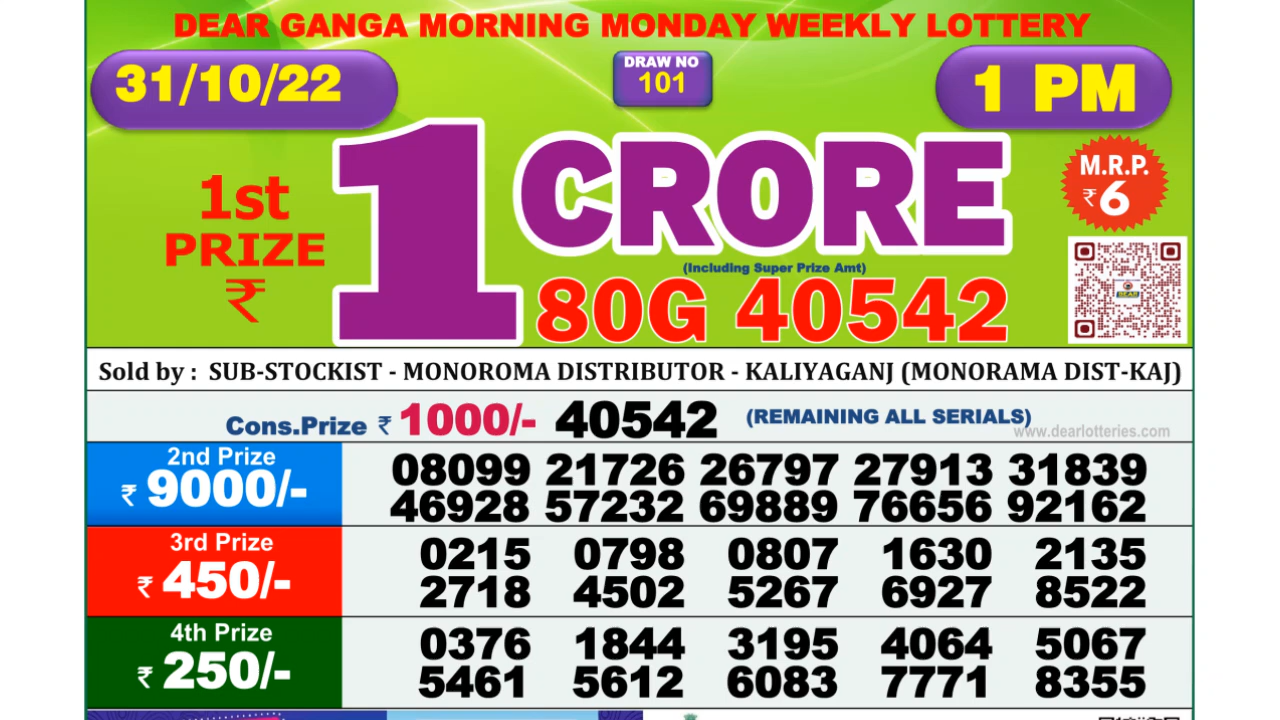 DEAR GANGA MORNING MONDAY WEEKLY LOTTERY
31/10/22
DRAW NO
101
1 PM
1st
PRIZE
₹
1 CRORE
(Including Super Prize Amt)
80G 40542
M.R.P.
₹ 6
DEAR
Sold by : SUB-STOCKIST - MONOROMA DISTRIBUTOR - KALIYAGANJ (MONORAMA DIST-KAJ)
Cons.Prize ₹ 1000/- 40542 (REMAINING ALL SERIALS)
www.dearlotteries.com
2nd Prize
₹ 9000/-
08099 21726 26797 27913 31839
46928 57232 69889 76656 92162
3rd Prize
₹ 450/-
0215 0798 0807 1630 2135
2718 4502 5267 6927 8522
4th Prize
₹ 250/-
0376 1844 3195 4064 5067
5461 5612 6083 7771 8355